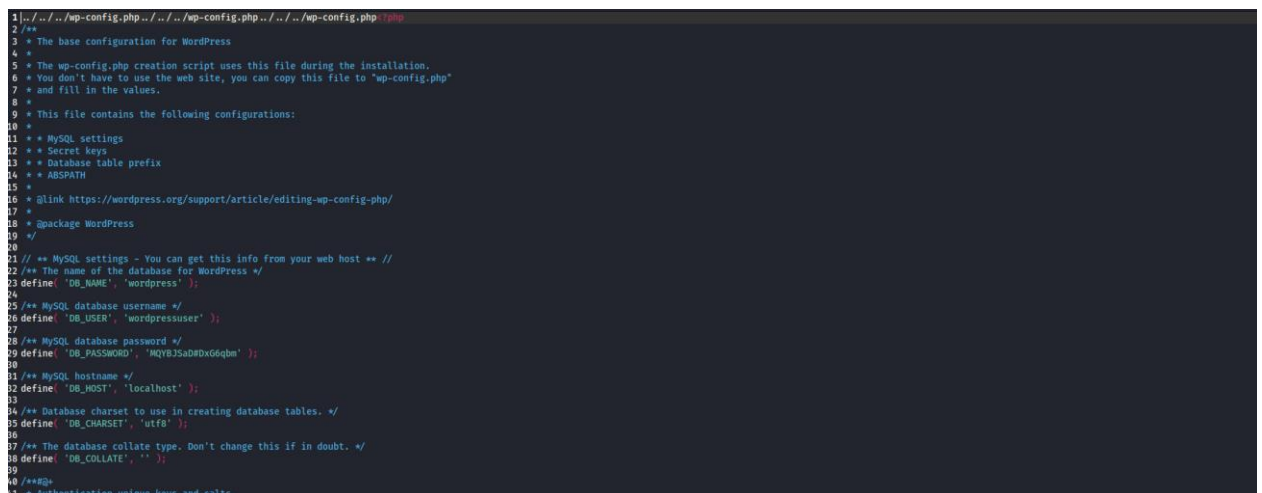 1 ../../../wp-config.php../../../wp-config.php../../../wp-config.php<?php
2 /**
3  * The base configuration for WordPress
4  *
5  * The wp-config.php creation script uses this file during the installation.
6  * You don't have to use the web site, you can copy this file to "wp-config.php"
7  * and fill in the values.
8  *
9  * This file contains the following configurations:
10  *
11  * * MySQL settings
12  * * Secret keys
13  * * Database table prefix
14  * * ABSPATH
15  *
16  * @link https://wordpress.org/support/article/editing-wp-config-php/
17  *
18  * @package WordPress
19  */
20
21 // ** MySQL settings - You can get this info from your web host ** //
22 /** The name of the database for WordPress */
23 define( 'DB_NAME', 'wordpress' );
24
25 /** MySQL database username */
26 define( 'DB_USER', 'wordpressuser' );
27
28 /** MySQL database password */
29 define( 'DB_PASSWORD', 'MQYBJSaD#DxG6qbm' );
30
31 /** MySQL hostname */
32 define( 'DB_HOST', 'localhost' );
33
34 /** Database charset to use in creating database tables. */
35 define( 'DB_CHARSET', 'utf8' );
36
37 /** The database collate type. Don't change this if in doubt. */
38 define( 'DB_COLLATE', '' );
39
40 /**#@+
41  * Authentication unique keys and salts